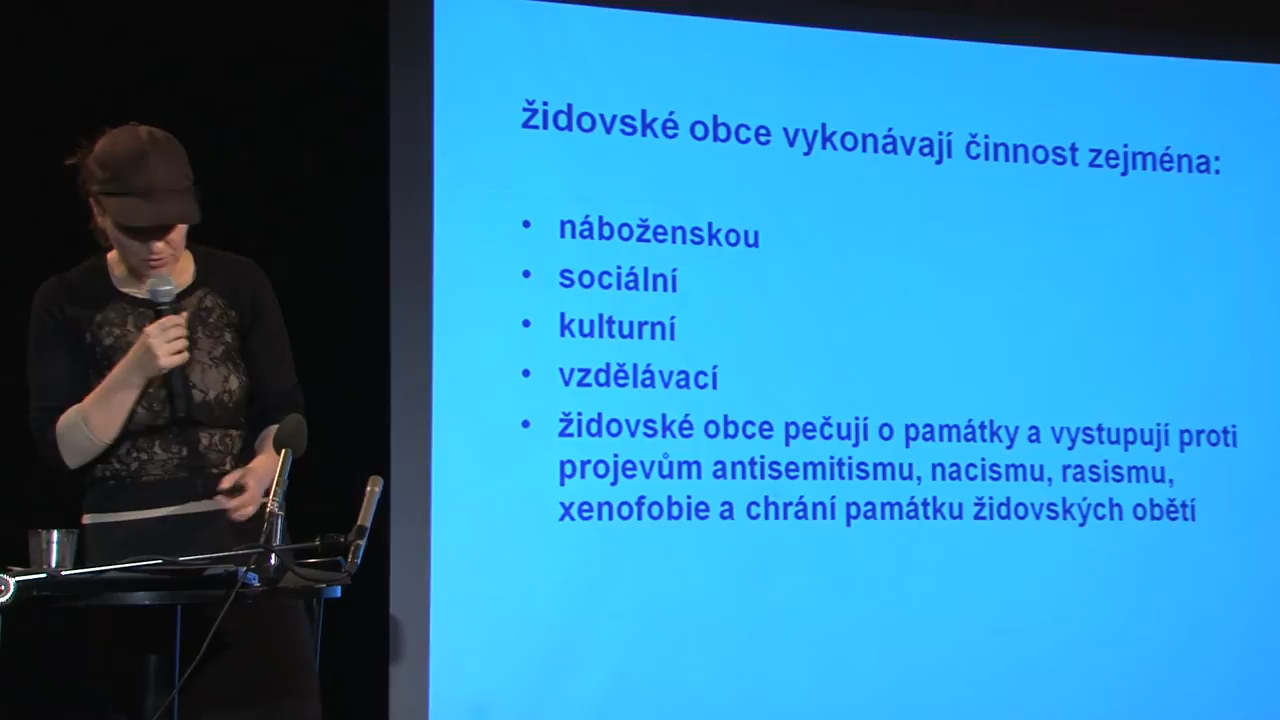 židovské obce vykonávají činnost zejména:
• náboženskou
• sociální
• kulturní
• vzdělávací
• židovské obce pečují o památky a vystupují proti
projevům antisemitismu, nacismu, rasismu,
xenofobie a chrání památku židovských obětí